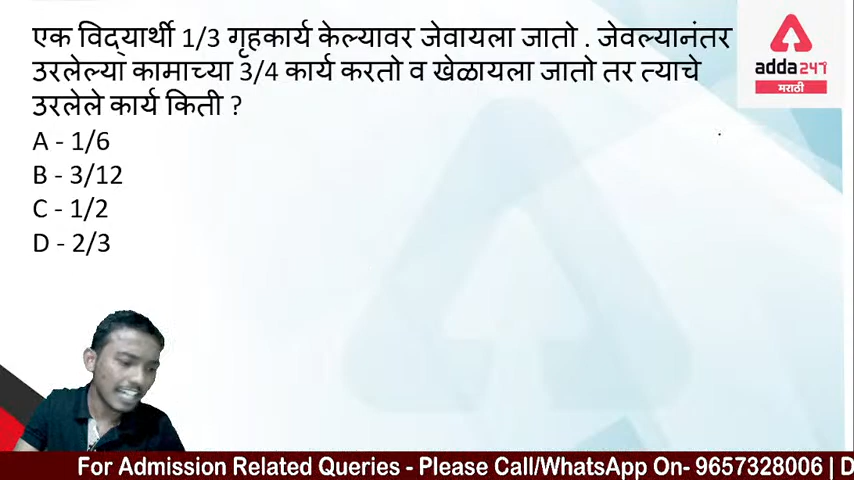 एक विद्यार्थी 1/3 गृहकार्य केल्यावर जेवायला जातो . जेवल्यानंतर
उरलेल्या कामाच्या 3/4 कार्य करतो व खेळायला जातो तर त्याचे
उरलेले कार्य किती ?
A - 1/6
B - 3/12
C - 1/2
D - 2/3
adda247
मराठी
For Admission Related Queries - Please Call/WhatsApp On- 9657328006 | D